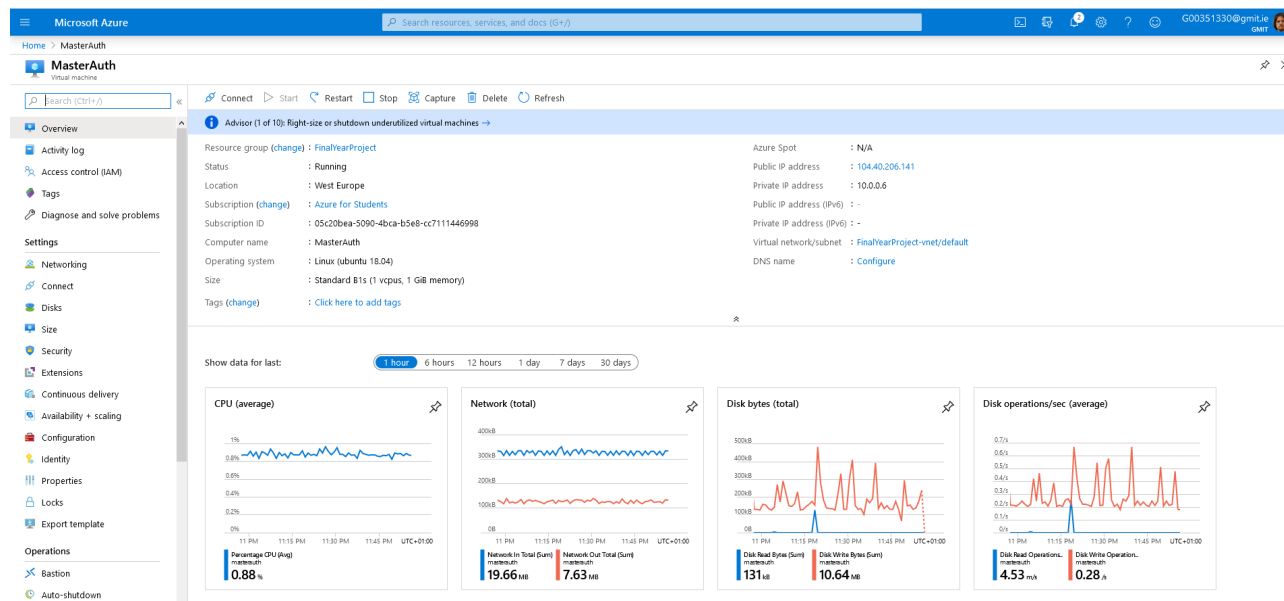 Microsoft Azure
Search resources, services, and docs (G+/)
2
G00351330@gmit.ie
GMIT
Home > MasterAuth
MasterAuth
Virtual machine
Search (Ctrl+/)
«
Connect Start Restart Stop Capture Delete Refresh
Advisor (1 of 10): Right-size or shutdown underutilized virtual machines →
Overview
Activity log
Access control (IAM)
Tags
Diagnose and solve problems
Settings
Networking
Connect
Disks
Size
Security
Extensions
Continuous delivery
Availability + scaling
Configuration
Identity
Properties
Locks
Export template
Operations
Bastion
Auto-shutdown
Resource group (change) : FinalYearProject
Status : Running
Location : West Europe
Subscription (change) : Azure for Students
Subscription ID : 05c20bea-5090-4bca-b5e8-cc7111446998
Computer name : MasterAuth
Operating system : Linux (ubuntu 18.04)
Size : Standard B1s (1 vcpus, 1 GiB memory)
Tags (change) : Click here to add tags
Azure Spot : N/A
Public IP address : 104.40.206.141
Private IP address : 10.0.0.6
Public IP address (IPv6) : -
Private IP address (IPv6) : -
Virtual network/subnet : FinalYearProject-vnet/default
DNS name : Configure
Show data for last: 1 hour 6 hours 12 hours 1 day 7 days 30 days
CPU (average)
1%
0.8%
0.6%
0.4%
0.2%
0%
11 PM 11:15 PM 11:30 PM 11:45 PM UTC+01:00
Percentage CPU (Avg)
masterauth
0.88 %
Network (total)
400kB
300kB
200kB
100kB
0B
11 PM 11:15 PM 11:30 PM 11:45 PM UTC+01:00
Network In Total (Sum) Network Out Total (Sum)
masterauth masterauth
19.66 MB 7.63 MB
Disk bytes (total)
500kB
400kB
300kB
200kB
100kB
0B
11 PM 11:15 PM 11:30 PM 11:45 PM UTC+01:00
Disk Read Bytes (Sum) Disk Write Bytes (Sum)
masterauth masterauth
131 kB 10.64 MB
Disk operations/sec (average)
0.7/s
0.6/s
0.5/s
0.4/s
0.3/s
0.2/s
0.1/s
0/s
11 PM 11:15 PM 11:30 PM 11:45 PM UTC+01:00
Disk Read Operations.. Disk Write Operation..
masterauth masterauth
4.53 m/s 0.28 /s